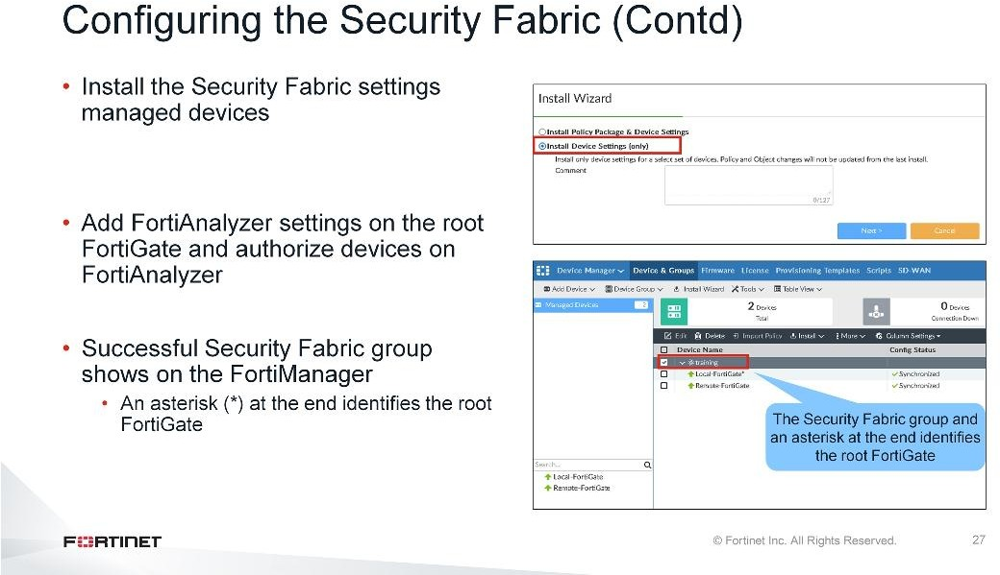 Configuring the Security Fabric (Contd)
• Install the Security Fabric settings
managed devices
• Add FortiAnalyzer settings on the root
FortiGate and authorize devices on
FortiAnalyzer
• Successful Security Fabric group
shows on the FortiManager
• An asterisk (*) at the end identifies the root
FortiGate
Install Wizard
Install Policy Package & Device Settings
Install Device Settings (only)
Install only device settings for a select set of devices. Policy and Object changes will not be updated from the last install.
Comment
0/127
Next >
Cancel
Device Manager Device & Groups Firmware License Provisioning Templates Scripts SD-WAN
Add Device Device Group Install Wizard Tools Table View
Managed Devices 2
2 Devices
Total
0 Devices
Connection Down
Edit Delete Import Policy Install More Column Settings
Device Name Config Status
training
Local-FortiGate* Synchronized
Remote-FortiGate Synchronized
The Security Fabric group and
an asterisk at the end identifies
the root FortiGate
Search...
Local-FortiGate
Remote-FortiGate
FORTINET
© Fortinet Inc. All Rights Reserved.
27